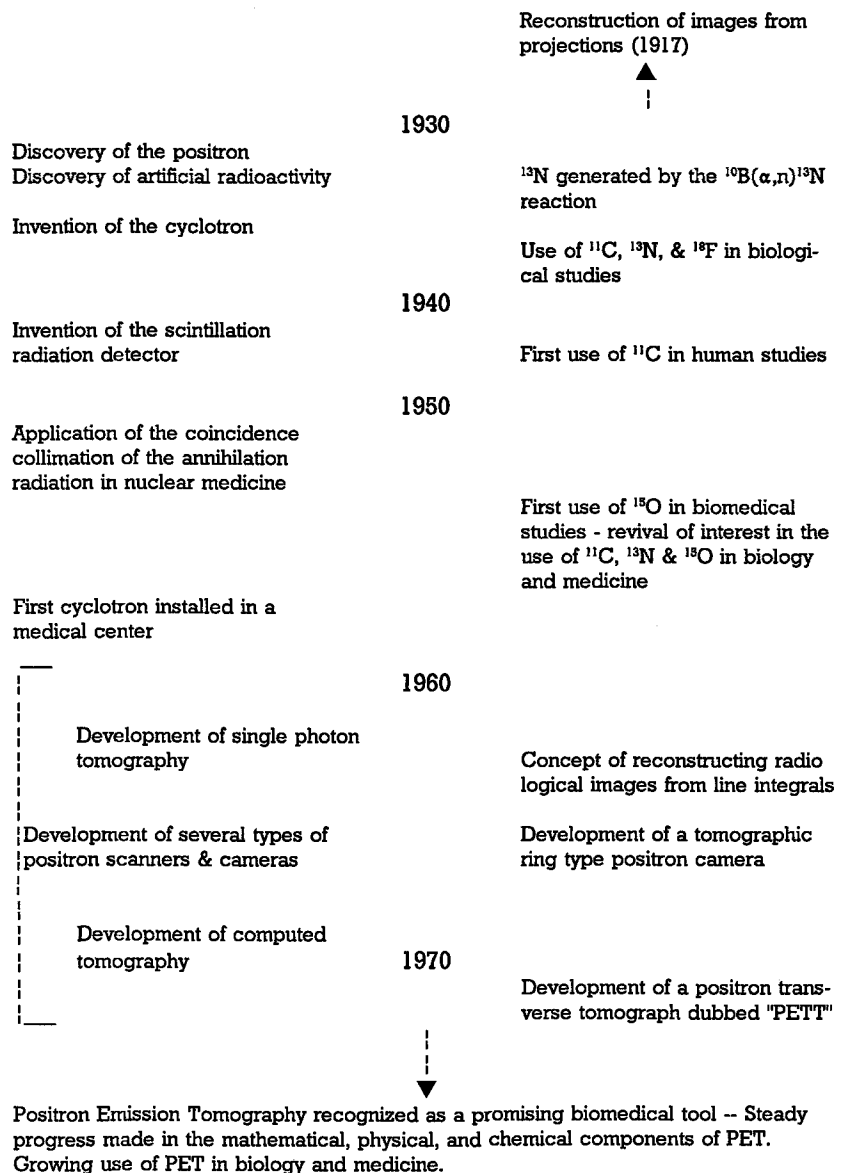 Reconstruction of images from
projections (1917)
1930
Discovery of the positron
Discovery of artificial radioactivity
¹³N generated by the ¹⁰B(α,n)¹³N
reaction
Invention of the cyclotron
Use of ¹¹C, ¹³N, & ¹⁸F in biologi-
cal studies
1940
Invention of the scintillation
radiation detector
First use of ¹¹C in human studies
1950
Application of the coincidence
collimation of the annihilation
radiation in nuclear medicine
First use of ¹⁵O in biomedical
studies - revival of interest in the
use of ¹¹C, ¹³N & ¹⁵O in biology
and medicine
First cyclotron installed in a
medical center
1960
Development of single photon
tomography
Concept of reconstructing radio
logical images from line integrals
Development of several types of
positron scanners & cameras
Development of a tomographic
ring type positron camera
Development of computed
tomography
1970
Development of a positron trans-
verse tomograph dubbed "PETT"
Positron Emission Tomography recognized as a promising biomedical tool -- Steady
progress made in the mathematical, physical, and chemical components of PET.
Growing use of PET in biology and medicine.